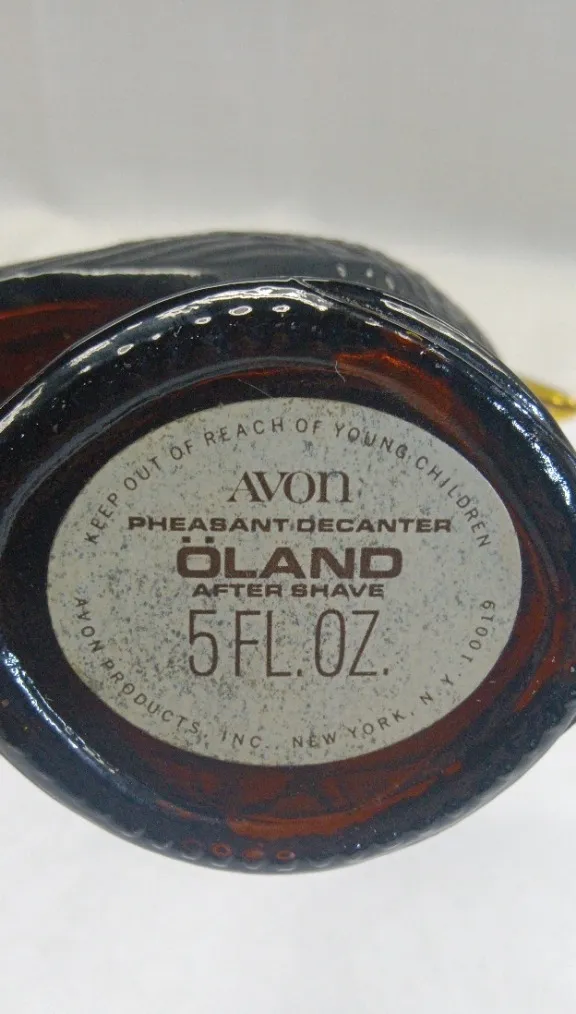 KEEP OUT OF REACH OF YOUNG CHILDREN
AVON
PHEASANT DECANTER
ÖLAND
AFTER SHAVE
5 FL. OZ.
AVON PRODUCTS, INC., NEW YORK, N.Y. 10019